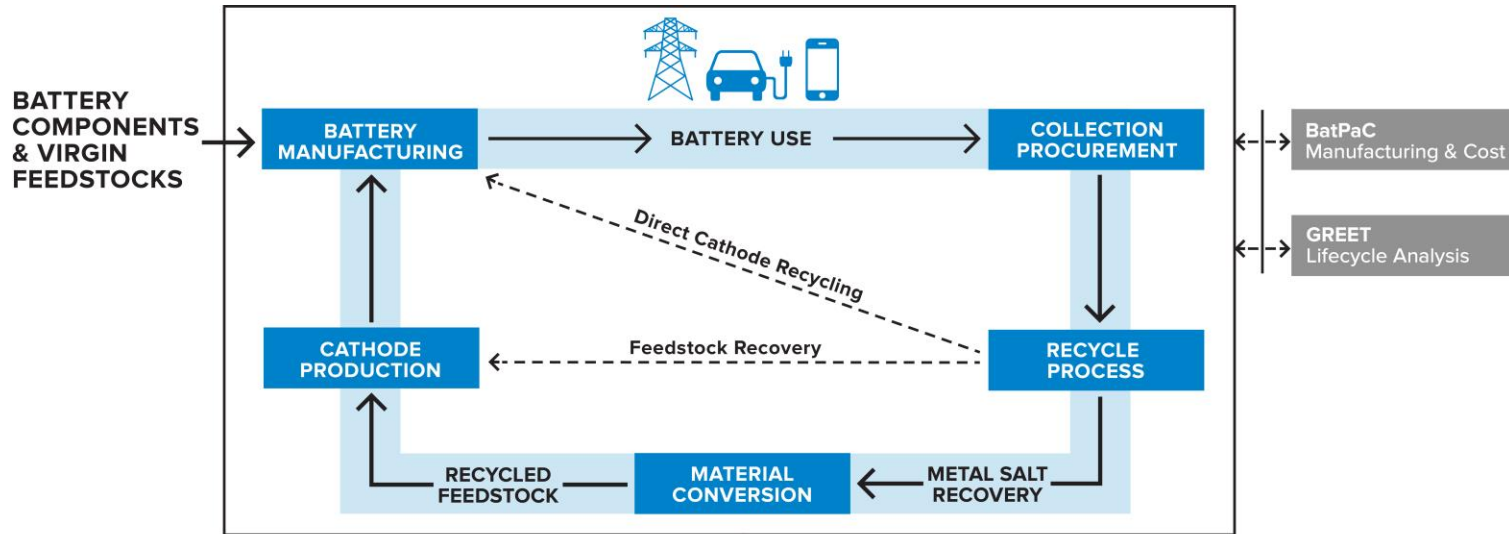 BATTERY
COMPONENTS
& VIRGIN
FEEDSTOCKS
BATTERY
MANUFACTURING
BATTERY USE
COLLECTION
PROCUREMENT
BatPaC
Manufacturing & Cost
GREET
Lifecycle Analysis
Direct Cathode Recycling
Feedstock Recovery
CATHODE
PRODUCTION
RECYCLE
PROCESS
RECYCLED
FEEDSTOCK
MATERIAL
CONVERSION
METAL SALT
RECOVERY